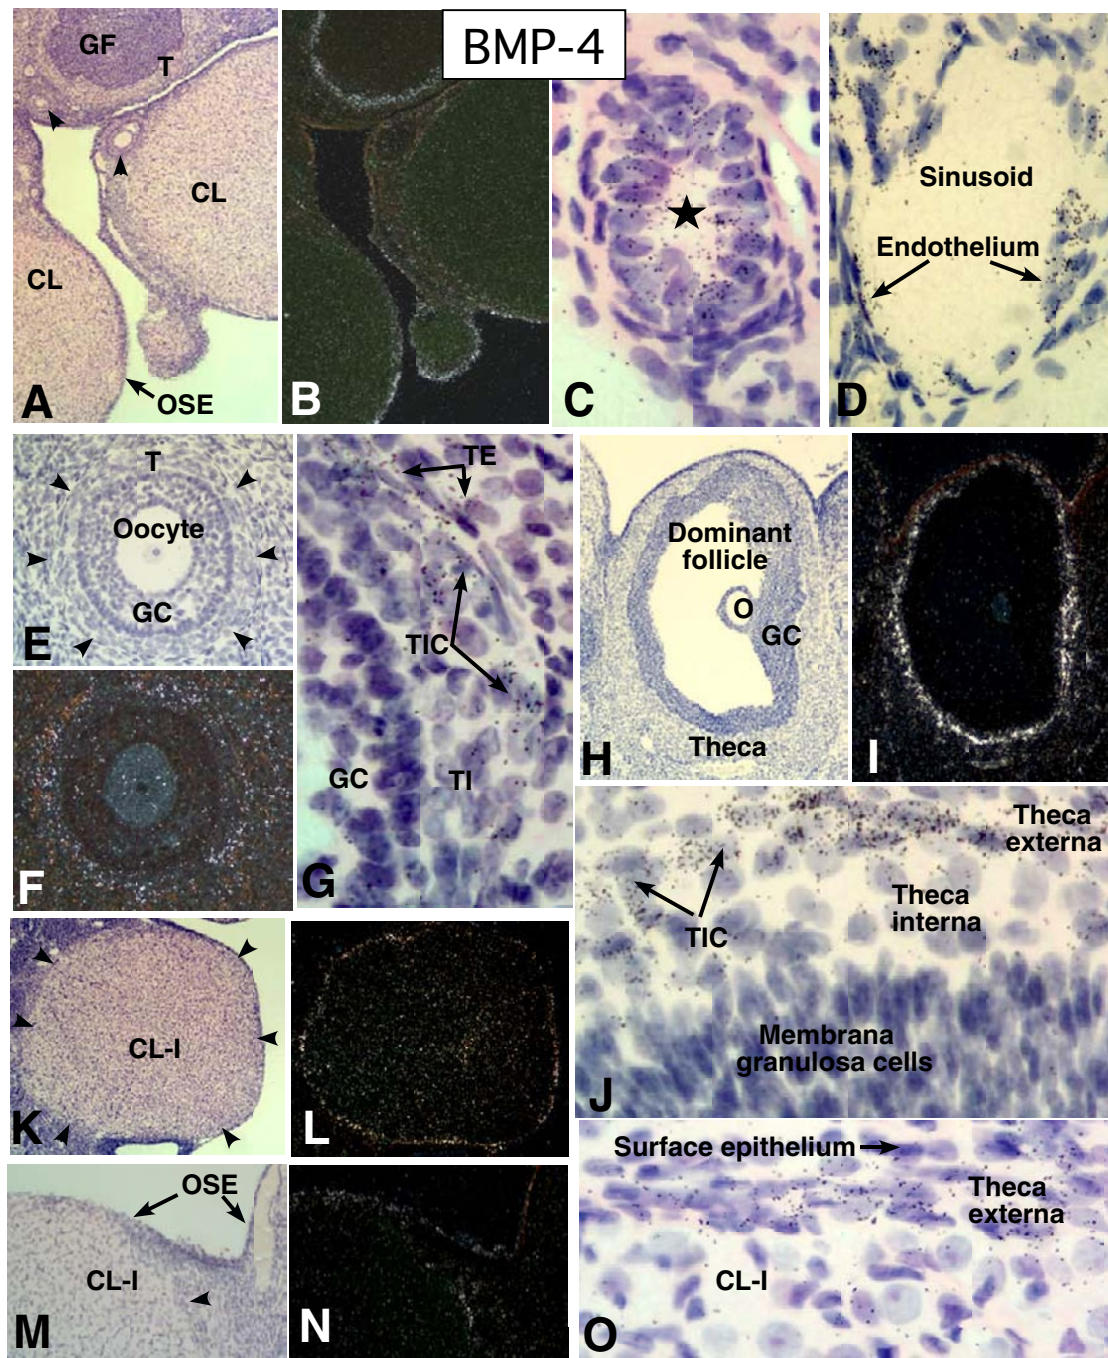 BMP-4
GF
T
CL
CL
OSE
A
B
C
Sinusoid
Endothelium
D
T
Oocyte
GC
E
F
TE
TIC
GC
TI
G
Dominant
follicle
O
GC
Theca
H
I
Theca
externa
Theca
interna
TIC
Membrana
granulosa cells
J
CL-I
K
L
OSE
CL-I
M
N
Surface epithelium
Theca
externa
CL-I
O